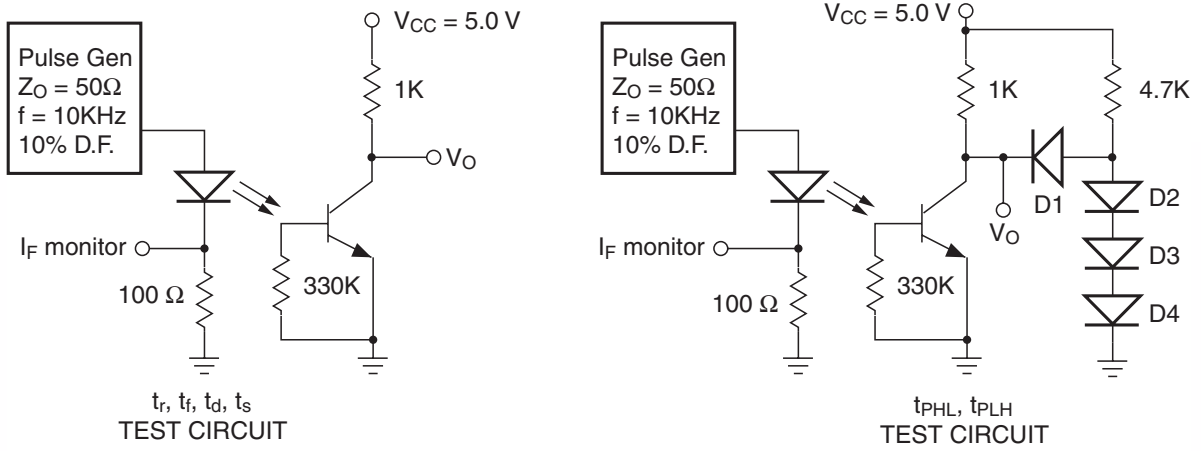 Pulse Gen
ZO = 50Ω
f = 10KHz
10% D.F.
VCC = 5.0 V
1K
VO
IF monitor
100 Ω
330K
tr, tf, td, ts
TEST CIRCUIT
Pulse Gen
ZO = 50Ω
f = 10KHz
10% D.F.
VCC = 5.0 V
1K
4.7K
D1
D2
VO
D3
IF monitor
330K
100 Ω
D4
tPHL, tPLH
TEST CIRCUIT